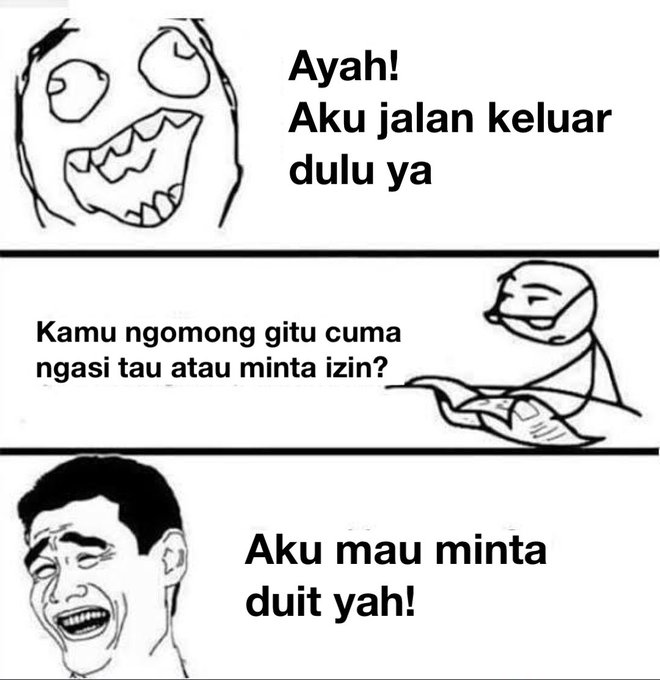 Ayah!
Aku jalan keluar
dulu ya
Kamu ngomong gitu cuma
ngasi tau atau minta izin?
Aku mau minta
duit yah!